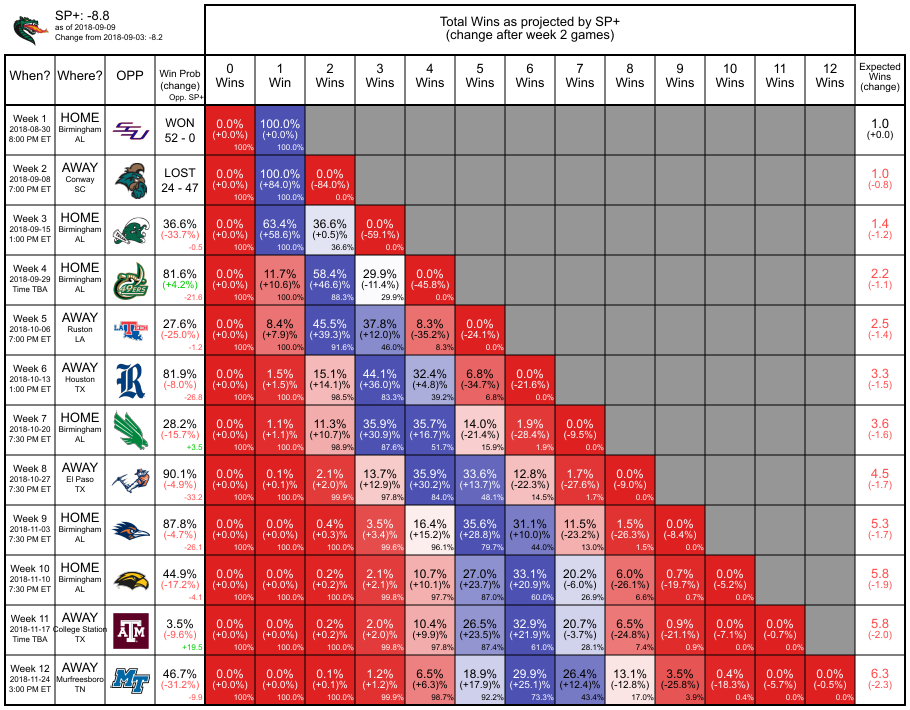 SP+: -8.8
as of 2018-09-09
Change from 2018-09-03: -8.2
Total Wins as projected by SP+
(change after week 2 games)
When? Where? OPP Win Prob (change) Opp. SP+ 0 Wins 1 Win 2 Wins 3 Wins 4 Wins 5 Wins 6 Wins 7 Wins 8 Wins 9 Wins 10 Wins 11 Wins 12 Wins Expected Wins (change)
Week 1 HOME WON 0.0% 100.0% 1.0
2018-08-30 Birmingham SSU 52 - 0 (+0.0%) (+0.0%) (+0.0)
8:00 PM ET AL 100% 100.0%
Week 2 AWAY LOST 0.0% 100.0% 0.0% 1.0
2018-09-08 Conway 24 - 47 (+0.0%) (+84.0)% (-84.0%) (-0.8)
7:00 PM ET SC 100% 100.0% 0.0%
Week 3 HOME 36.6% 0.0% 63.4% 36.6% 0.0% 1.4
2018-09-15 Birmingham (-33.7%) (+0.0%) (+58.6%) (+0.5)% (-59.1%) (-1.2)
1:00 PM ET AL -0.5 100% 100.0% 36.6% 0.0%
Week 4 HOME 81.6% 0.0% 11.7% 58.4% 29.9% 0.0% 2.2
2018-09-29 Birmingham 49ERS (+4.2%) (+0.0%) (+10.6)% (+46.6)% (-11.4%) (-45.8%) (-1.1)
Time TBA AL -21.6 100% 100.0% 88.3% 29.9% 0.0%
Week 5 AWAY 27.6% 0.0% 8.4% 45.5% 37.8% 8.3% 0.0% 2.5
2018-10-06 Ruston LA TECH (-25.0%) (+0.0%) (+7.9)% (+39.3)% (+12.0)% (-35.2%) (-24.1%) (-1.4)
7:00 PM ET LA -1.2 100% 100.0% 91.6% 46.0% 8.3% 0.0%
Week 6 AWAY 81.9% 0.0% 1.5% 15.1% 44.1% 32.4% 6.8% 0.0% 3.3
2018-10-13 Houston R (-8.0%) (+0.0%) (+1.5)% (+14.1)% (+36.0)% (+4.8)% (-34.7%) (-21.6%) (-1.5)
1:00 PM ET TX -26.8 100% 100.0% 98.5% 83.3% 39.2% 6.8% 0.0%
Week 7 HOME 28.2% 0.0% 1.1% 11.3% 35.9% 35.7% 14.0% 1.9% 0.0% 3.6
2018-10-20 Birmingham (-15.7%) (+0.0%) (+1.1)% (+10.7)% (+30.9)% (+16.7)% (-21.4%) (-28.4%) (-9.5%) (-1.6)
7:30 PM ET AL +3.5 100% 100.0% 98.9% 87.6% 51.7% 15.9% 1.9% 0.0%
Week 8 AWAY 90.1% 0.0% 0.1% 2.1% 13.7% 35.9% 33.6% 12.8% 1.7% 0.0% 4.5
2018-10-27 El Paso (-4.9%) (+0.0%) (+0.1)% (+2.0)% (+12.9)% (+30.2)% (+13.7)% (-22.3%) (-27.6%) (-9.0%) (-1.7)
7:30 PM ET TX -33.2 100% 100.0% 99.9% 97.8% 84.0% 48.1% 14.5% 1.7% 0.0%
Week 9 HOME 87.8% 0.0% 0.0% 0.4% 3.5% 16.4% 35.6% 31.1% 11.5% 1.5% 0.0% 5.3
2018-11-03 Birmingham (-4.7%) (+0.0%) (+0.0%) (+0.3)% (+3.4)% (+15.2)% (+28.8)% (+10.0)% (-23.2%) (-26.3%) (-8.4%) (-1.7)
7:30 PM ET AL -26.1 100% 100.0% 100.0% 99.6% 96.1% 79.7% 44.0% 13.0% 1.5% 0.0%
Week 10 HOME 44.9% 0.0% 0.0% 0.2% 2.1% 10.7% 27.0% 33.1% 20.2% 6.0% 0.7% 0.0% 5.8
2018-11-10 Birmingham (-17.2%) (+0.0%) (+0.0%) (+0.2)% (+2.1)% (+10.1)% (+23.7)% (+20.9)% (-6.0%) (-26.1%) (-19.7%) (-5.2%) (-1.9)
7:30 PM ET AL -4.1 100% 100.0% 100.0% 99.8% 97.7% 87.0% 60.0% 26.9% 6.6% 0.7% 0.0%
Week 11 AWAY 3.5% 0.0% 0.0% 0.2% 2.0% 10.4% 26.5% 32.9% 20.7% 6.5% 0.9% 0.0% 0.0% 5.8
2018-11-17 College Station ATM (-9.6%) (+0.0%) (+0.0%) (+0.2)% (+2.0)% (+9.9)% (+23.5)% (+21.9)% (-3.7%) (-24.8%) (-21.1%) (-7.1%) (-0.7%) (-2.0)
Time TBA TX +19.5 100% 100.0% 100.0% 99.8% 97.8% 87.4% 61.0% 28.1% 7.4% 0.9% 0.0% 0.0%
Week 12 AWAY 46.7% 0.0% 0.0% 0.1% 1.2% 6.5% 18.9% 29.9% 26.4% 13.1% 3.5% 0.4% 0.0% 0.0% 6.3
2018-11-24 Murfreesboro MT (-31.2%) (+0.0%) (+0.0%) (+0.1)% (+1.2)% (+6.3)% (+17.9)% (+25.1)% (+12.4)% (-12.8%) (-25.8%) (-18.3%) (-5.7%) (-0.5%) (-2.3)
3:00 PM ET TN -9.9 100% 100.0% 100.0% 99.9% 98.7% 92.2% 73.3% 43.4% 17.0% 3.9% 0.4% 0.0% 0.0%